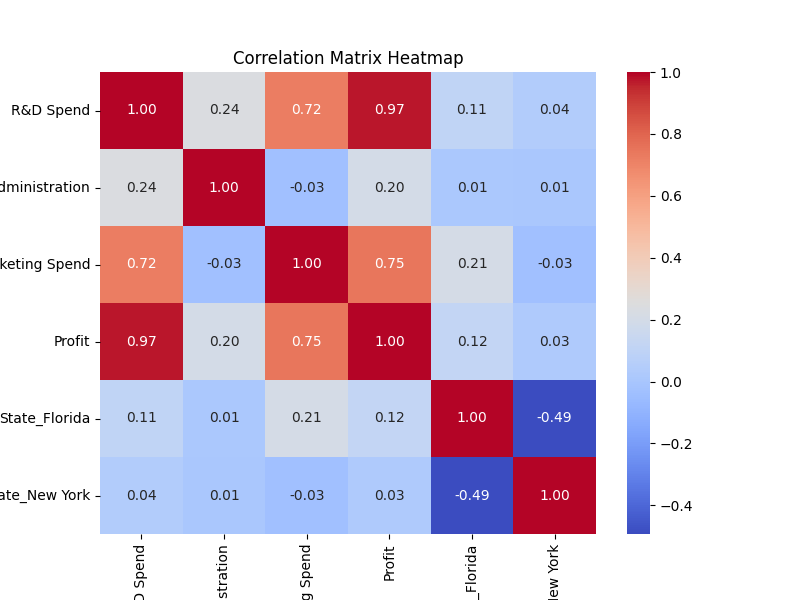 Correlation Matrix Heatmap
R&D Spend 1.00 0.24 0.72 0.97 0.11 0.04
dministration 0.24 1.00 -0.03 0.20 0.01 0.01
keting Spend 0.72 -0.03 1.00 0.75 0.21 -0.03
Profit 0.97 0.20 0.75 1.00 0.12 0.03
State_Florida 0.11 0.01 0.21 0.12 1.00 -0.49
ate_New York 0.04 0.01 -0.03 0.03 -0.49 1.00
D Spend
stration
g Spend
Profit
_Florida
New York
1.0
0.8
0.6
0.4
0.2
0.0
−0.2
−0.4